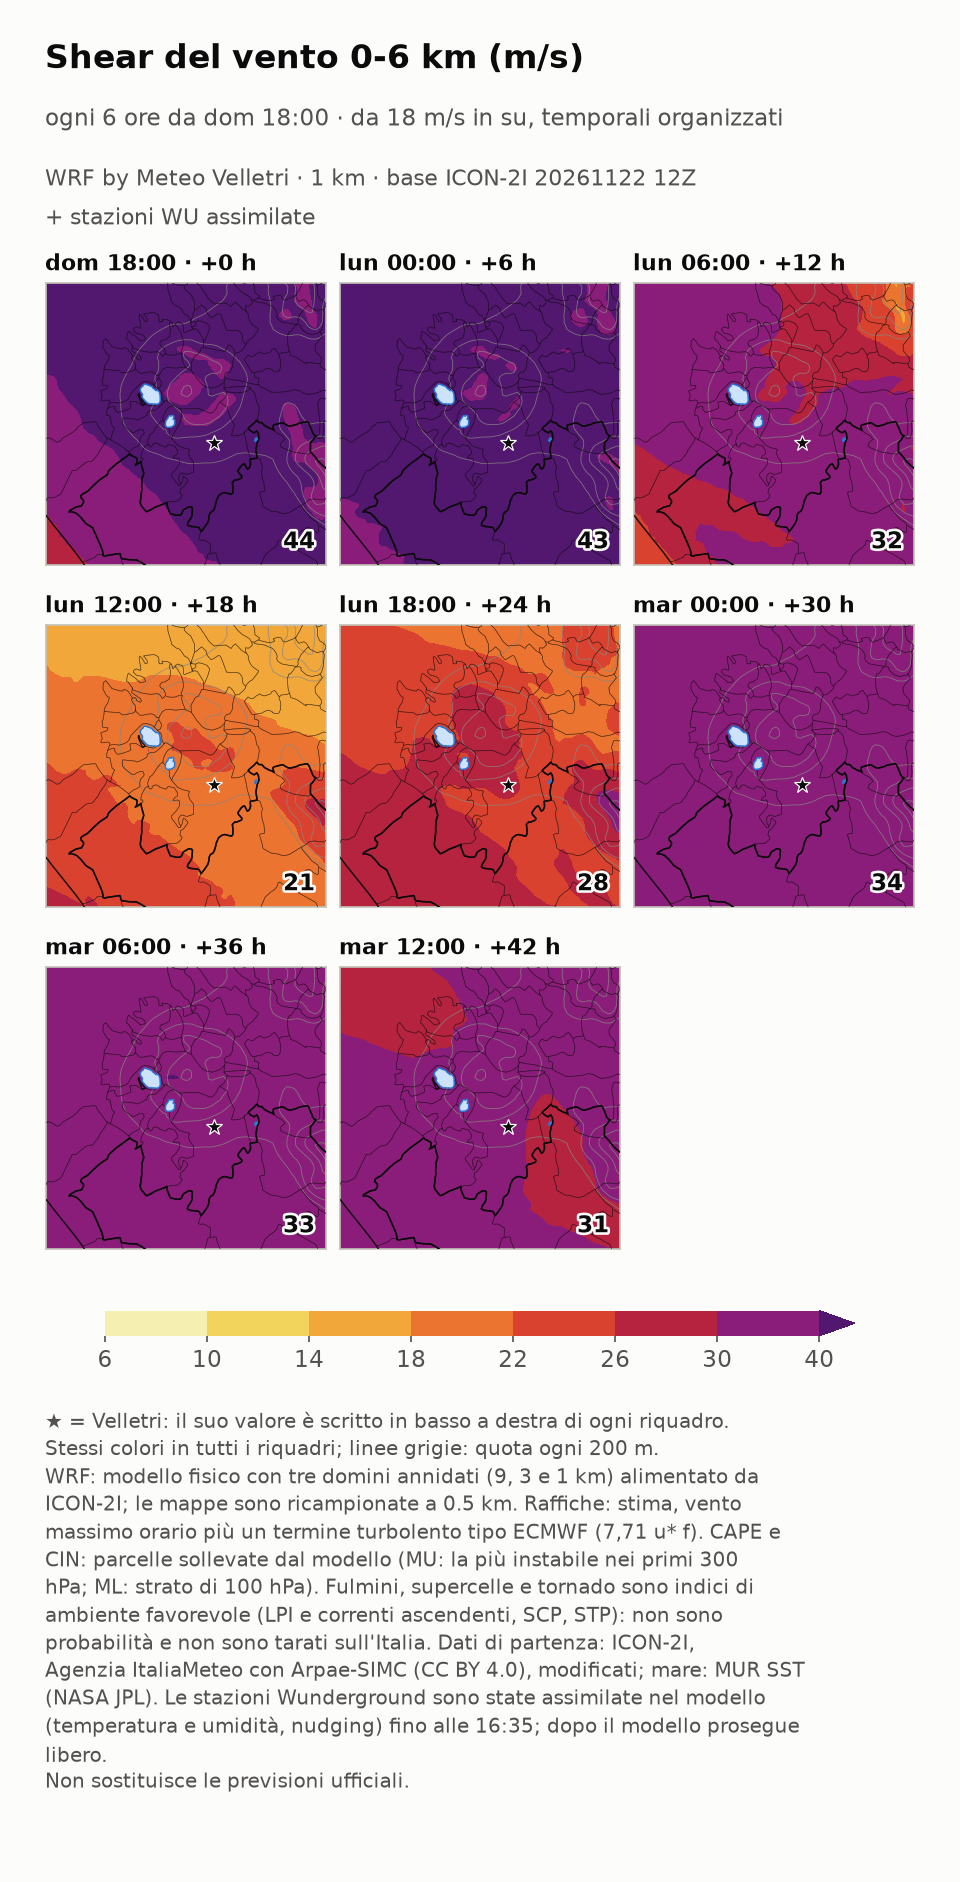 Shear del vento 0-6 km (m/s)
ogni 6 ore da dom 18:00 · da 18 m/s in su, temporali organizzati
WRF by Meteo Velletri · 1 km · base ICON-2I 20261122 12Z
+ stazioni WU assimilate
dom 18:00 · +0 h
lun 00:00 · +6 h
lun 06:00 · +12 h
44
43
32
lun 12:00 · +18 h
lun 18:00 · +24 h
mar 00:00 · +30 h
21
28
34
mar 06:00 · +36 h
mar 12:00 · +42 h
33
31
6 10 14 18 22 26 30 40
★ = Velletri: il suo valore è scritto in basso a destra di ogni riquadro.
Stessi colori in tutti i riquadri; linee grigie: quota ogni 200 m.
WRF: modello fisico con tre domini annidati (9, 3 e 1 km) alimentato da
ICON-2I; le mappe sono ricampionate a 0.5 km. Raffiche: stima, vento
massimo orario più un termine turbolento tipo ECMWF (7,71 u* f). CAPE e
CIN: parcelle sollevate dal modello (MU: la più instabile nei primi 300
hPa; ML: strato di 100 hPa). Fulmini, supercelle e tornado sono indici di
ambiente favorevole (LPI e correnti ascendenti, SCP, STP): non sono
probabilità e non sono tarati sull'Italia. Dati di partenza: ICON-2I,
Agenzia ItaliaMeteo con Arpae-SIMC (CC BY 4.0), modificati; mare: MUR SST
(NASA JPL). Le stazioni Wunderground sono state assimilate nel modello
(temperatura e umidità, nudging) fino alle 16:35; dopo il modello prosegue
libero.
Non sostituisce le previsioni ufficiali.